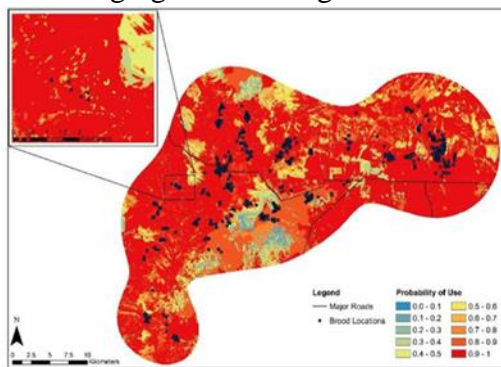 Legend
Major Roads
Brood Locations
Probability of Use
0.0 - 0.1
0.1 - 0.2
0.2 - 0.3
0.3 - 0.4
0.4 - 0.5
0.5 - 0.6
0.6 - 0.7
0.7 - 0.8
0.8 - 0.9
0.9 - 1
N
0 2.5 5 7.5 10
Kilometers